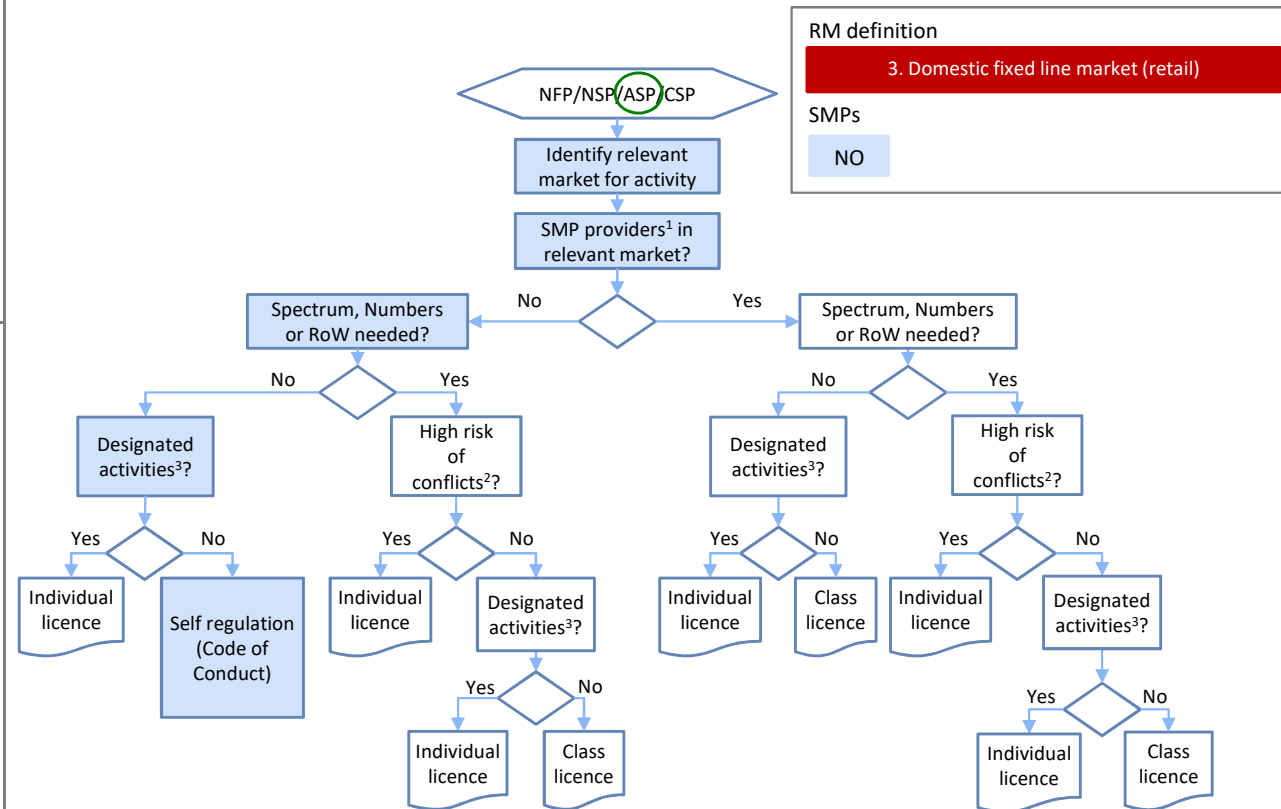 RM definition
3. Domestic fixed line market (retail)
SMPs
NO
NFP/NSP/ASP/CSP
Identify relevant
market for activity
SMP providers¹ in
relevant market?
No
Yes
Spectrum, Numbers
or RoW needed?
Spectrum, Numbers
or RoW needed?
No
Yes
No
Yes
Designated
activities³?
High risk
of
conflicts²?
Designated
activities³?
High risk
of
conflicts²?
Yes
No
Yes
No
Yes
No
Yes
No
Individual
licence
Self regulation
(Code of
Conduct)
Individual
licence
Designated
activities³?
Individual
licence
Class
licence
Individual
licence
Designated
activities³?
Yes
No
Yes
No
Individual
licence
Class
licence
Individual
licence
Class
licence